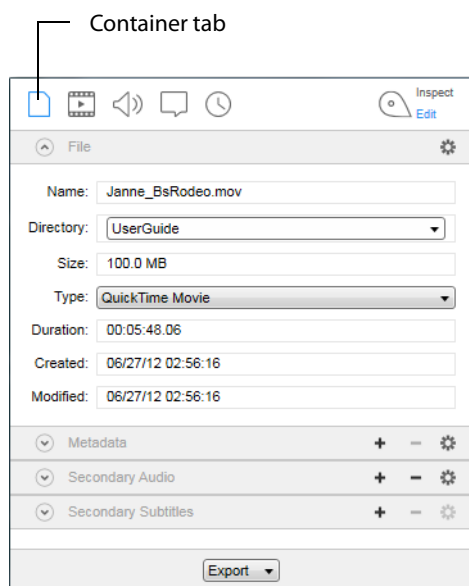 Container tab
Inspect
Edit
File
Name: Janne_BsRodeo.mov
Directory: UserGuide
Size: 100.0 MB
Type: QuickTime Movie
Duration: 00:05:48.06
Created: 06/27/12 02:56:16
Modified: 06/27/12 02:56:16
Metadata
Secondary Audio
Secondary Subtitles
Export